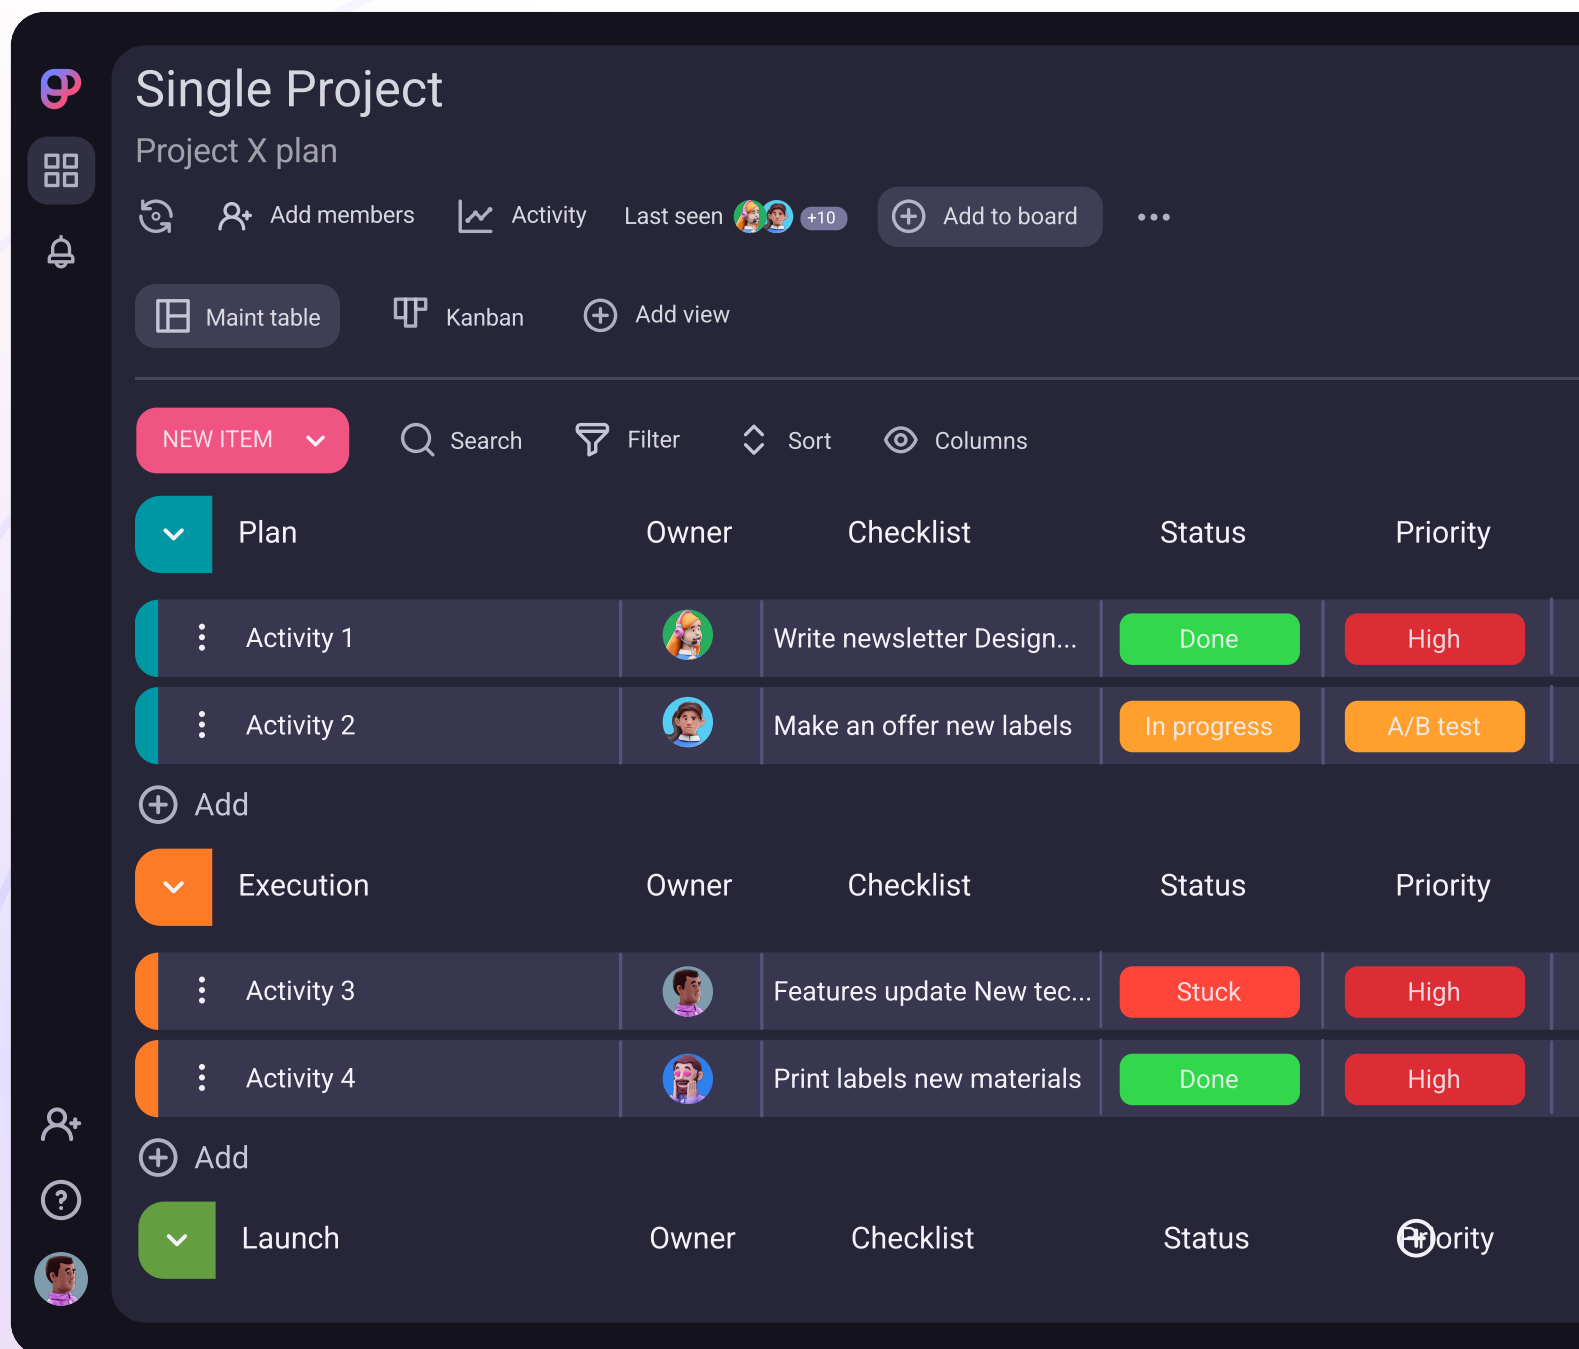 Single Project
Project X plan
Add members Activity Last seen +10 Add to board
Maint table Kanban Add view
NEW ITEM Search Filter Sort Columns
Plan Owner Checklist Status Priority
Activity 1 Write newsletter Design... Done High
Activity 2 Make an offer new labels In progress A/B test
Add
Execution Owner Checklist Status Priority
Activity 3 Features update New tec... Stuck High
Activity 4 Print labels new materials Done High
Add
Launch Owner Checklist Status Priority